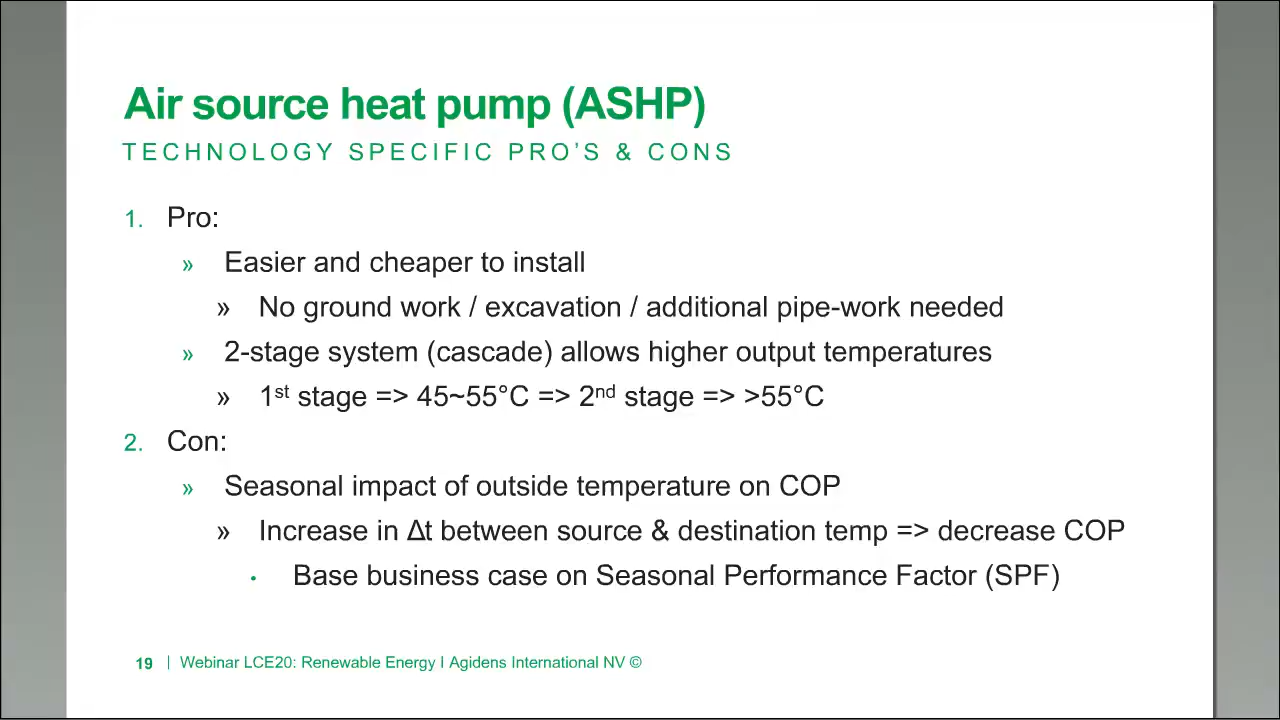 Air source heat pump (ASHP)
TECHNOLOGY SPECIFIC PRO’S & CONS
1. Pro:
» Easier and cheaper to install
» No ground work / excavation / additional pipe-work needed
» 2-stage system (cascade) allows higher output temperatures
» 1st stage => 45~55°C => 2nd stage => >55°C
2. Con:
» Seasonal impact of outside temperature on COP
» Increase in Δt between source & destination temp => decrease COP
• Base business case on Seasonal Performance Factor (SPF)
19 | Webinar LCE20: Renewable Energy I Agidens International NV ©